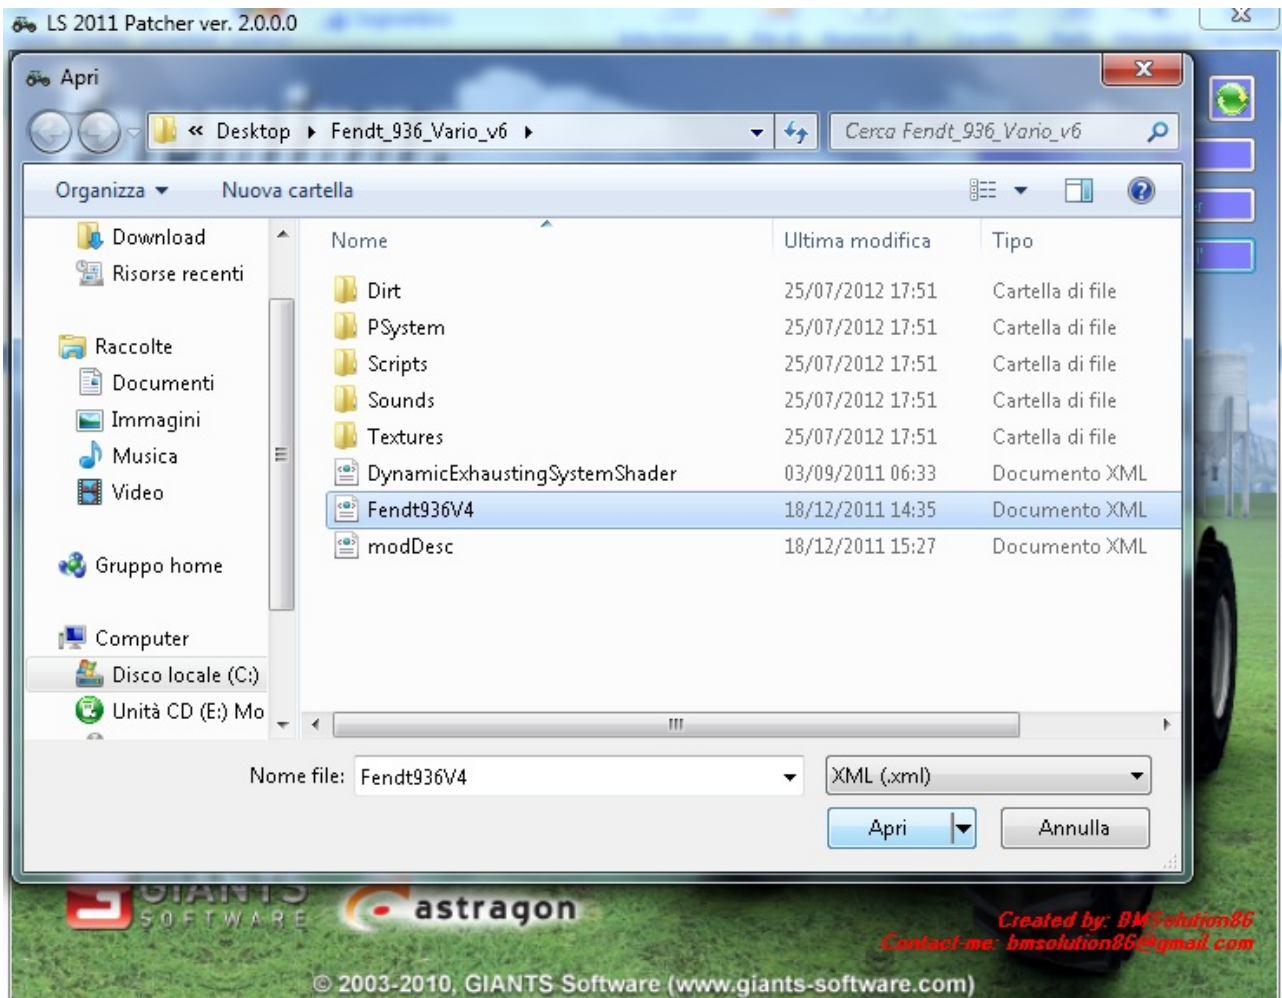 LS 2011 Patcher ver. 2.0.0.0
Apri
« Desktop Fendt_936_Vario_v6
Cerca Fendt_936_Vario_v6
Organizza Nuova cartella
Nome Ultima modifica Tipo
Download
Risorse recenti
Raccolte
Documenti
Immagini
Musica
Video
Gruppo home
Computer
Disco locale (C:)
Unità CD (E:) Mo
Dirt 25/07/2012 17:51 Cartella di file
PSystem 25/07/2012 17:51 Cartella di file
Scripts 25/07/2012 17:51 Cartella di file
Sounds 25/07/2012 17:51 Cartella di file
Textures 25/07/2012 17:51 Cartella di file
DynamicExhaustingSystemShader 03/09/2011 06:33 Documento XML
Fendt936V4 18/12/2011 14:35 Documento XML
modDesc 18/12/2011 15:27 Documento XML
Nome file: Fendt936V4 XML (.xml)
Apri Annulla
GIANTS
SOFTWARE
astragon
Created by: BMSolution86
Contact me: bmsolution86@gmail.com
© 2003-2010, GIANTS Software (www.giants-software.com)